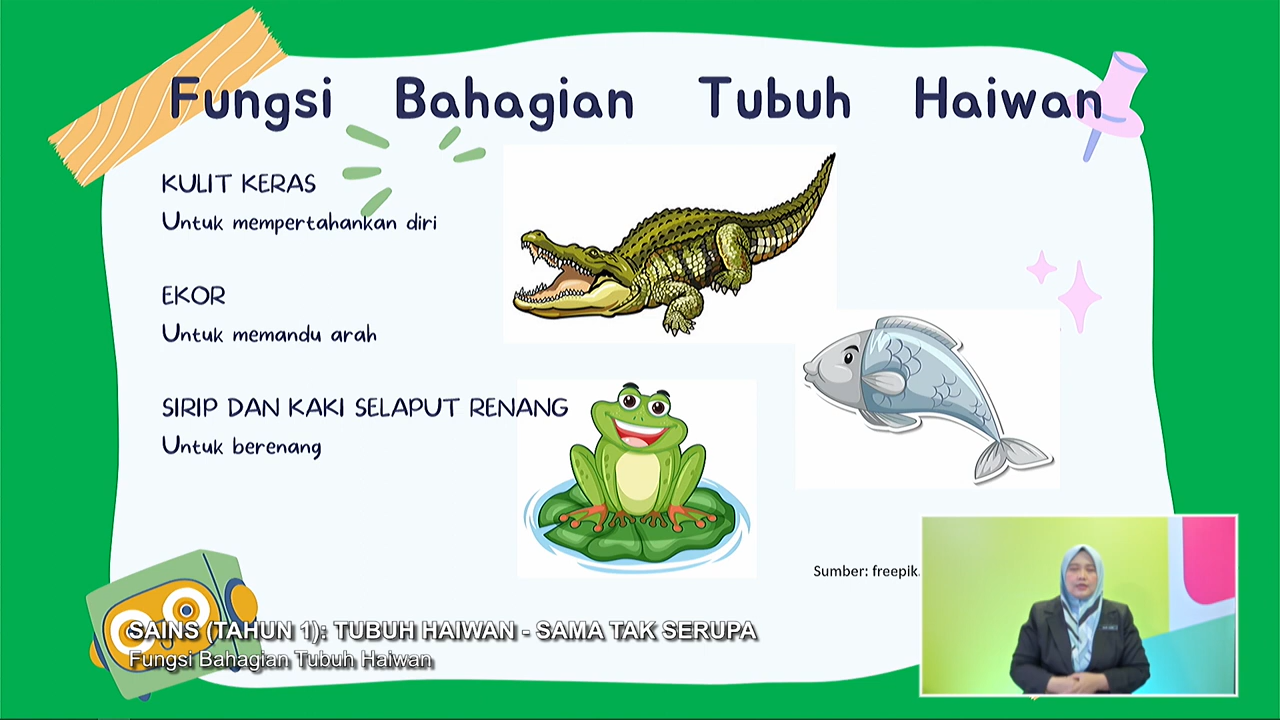 Fungsi Bahagian Tubuh Haiwan
KULIT KERAS
Untuk mempertahankan diri
EKOR
Untuk memandu arah
SIRIP DAN KAKI SELAPUT RENANG
Untuk berenang
Sumber: freepik.
SAINS (TAHUN 1): TUBUH HAIWAN - SAMA TAK SERUPA
Fungsi Bahagian Tubuh Haiwan